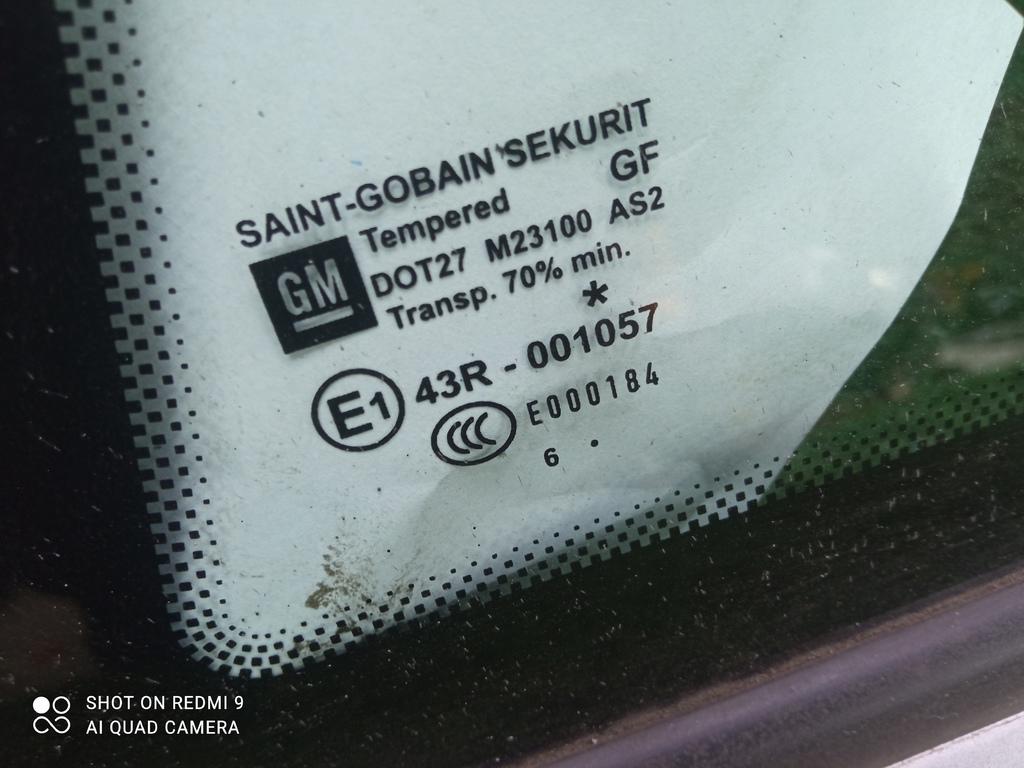 SAINT-GOBAIN SEKURIT
GF
Tempered
GM
DOT27 M23100 AS2
Transp. 70% min.
*
E1 43R - 001057
CCC E000184
6 .
SHOT ON REDMI 9
AI QUAD CAMERA